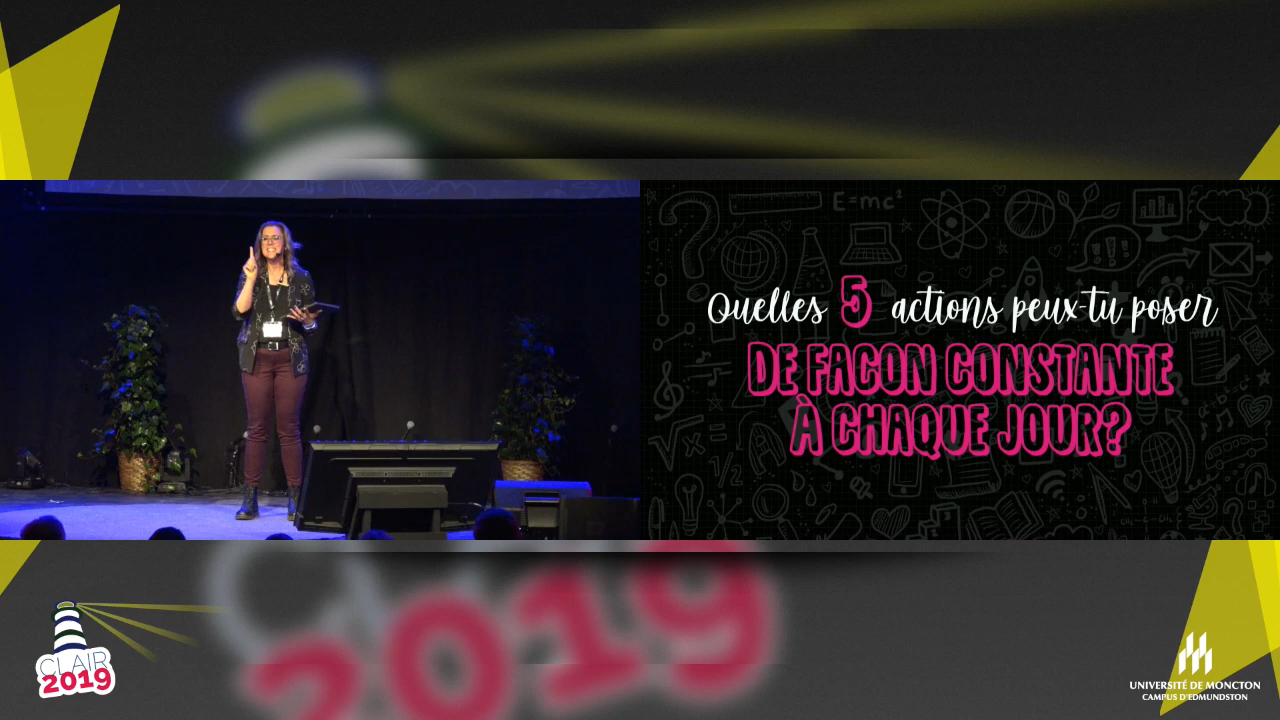 E=mc²
Quelles 5 actions peux-tu poser
DE FACON CONSTANTE
À CHAQUE JOUR?
2019
CLAIR
2019
UNIVERSITÉ DE MONCTON
CAMPUS D'EDMUNDSTON